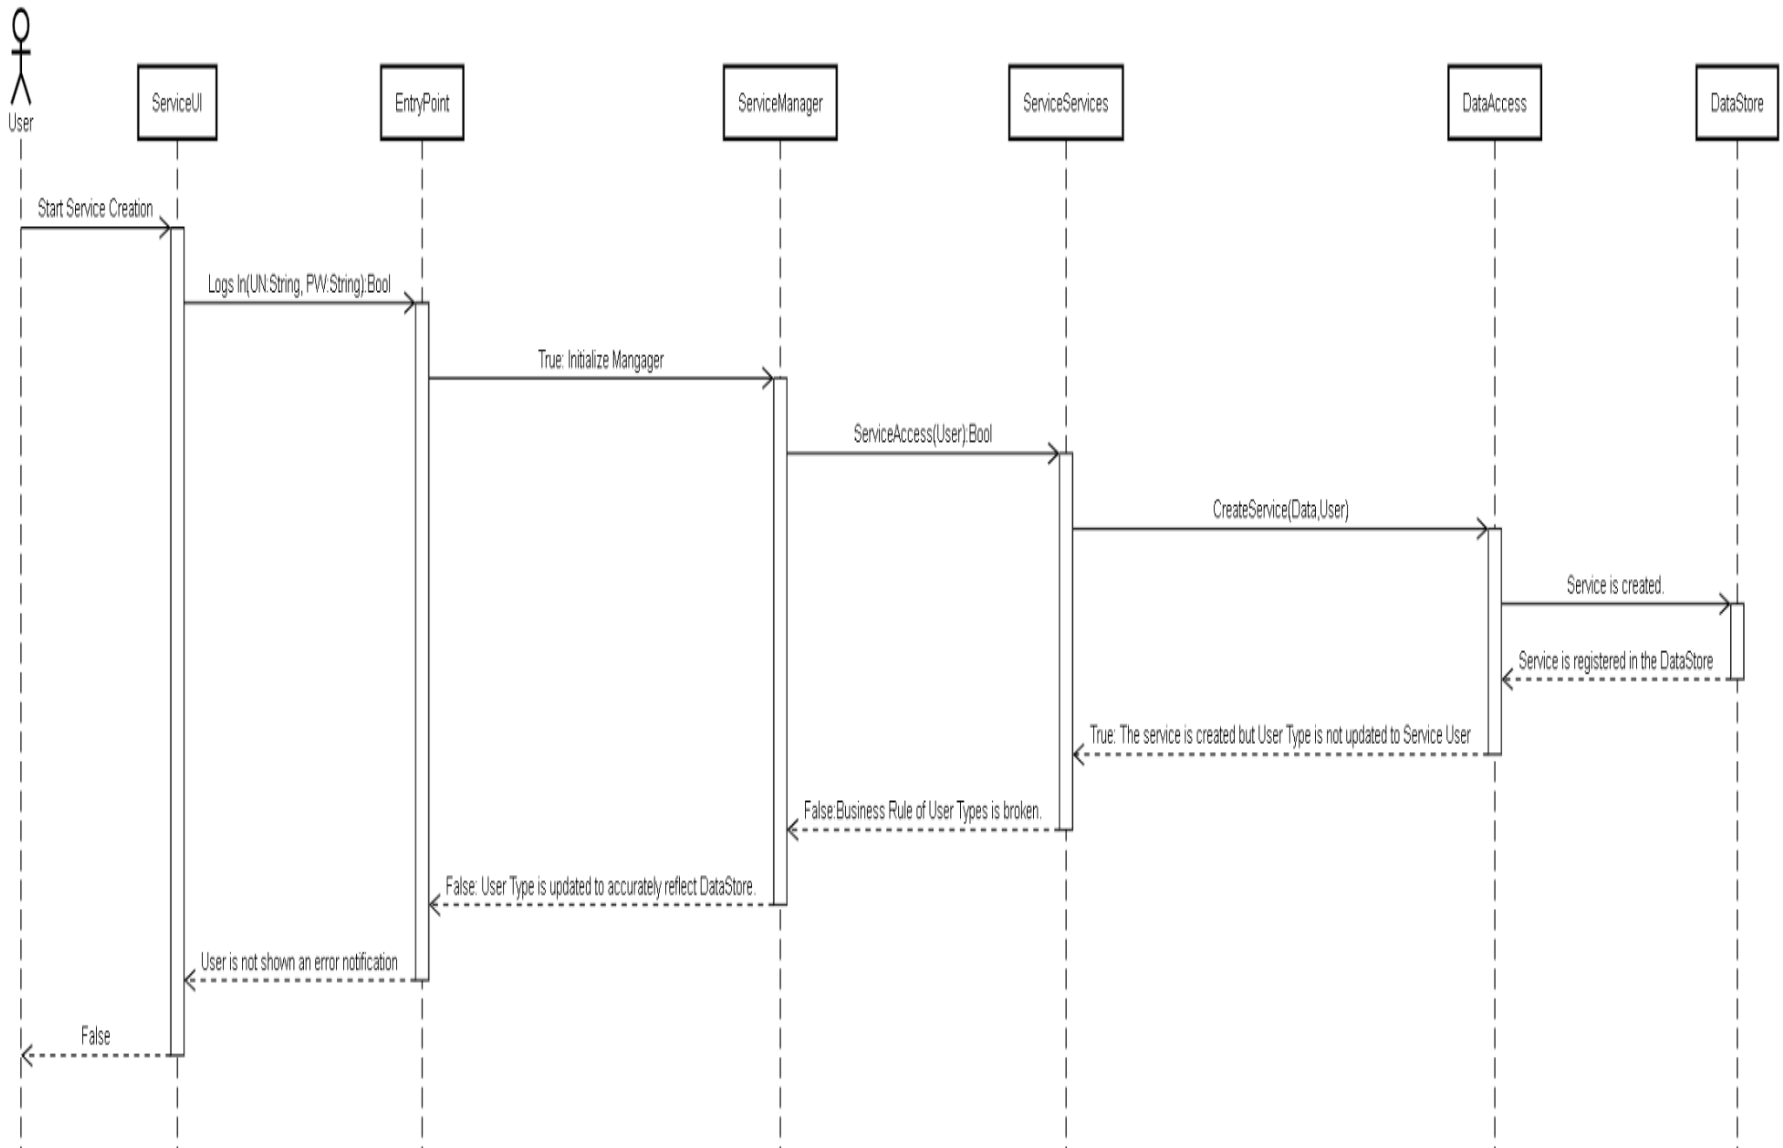 User
ServiceUI
EntryPoint
ServiceManager
ServiceServices
DataAccess
DataStore
Start Service Creation
Logs In(UN:String, PW:String):Bool
True: Initialize Mangager
ServiceAccess(User):Bool
CreateService(Data,User)
Service is created.
Service is registered in the DataStore
True: The service is created but User Type is not updated to Service User
False:Business Rule of User Types is broken.
False: User Type is updated to accurately reflect DataStore.
User is not shown an error notification
False